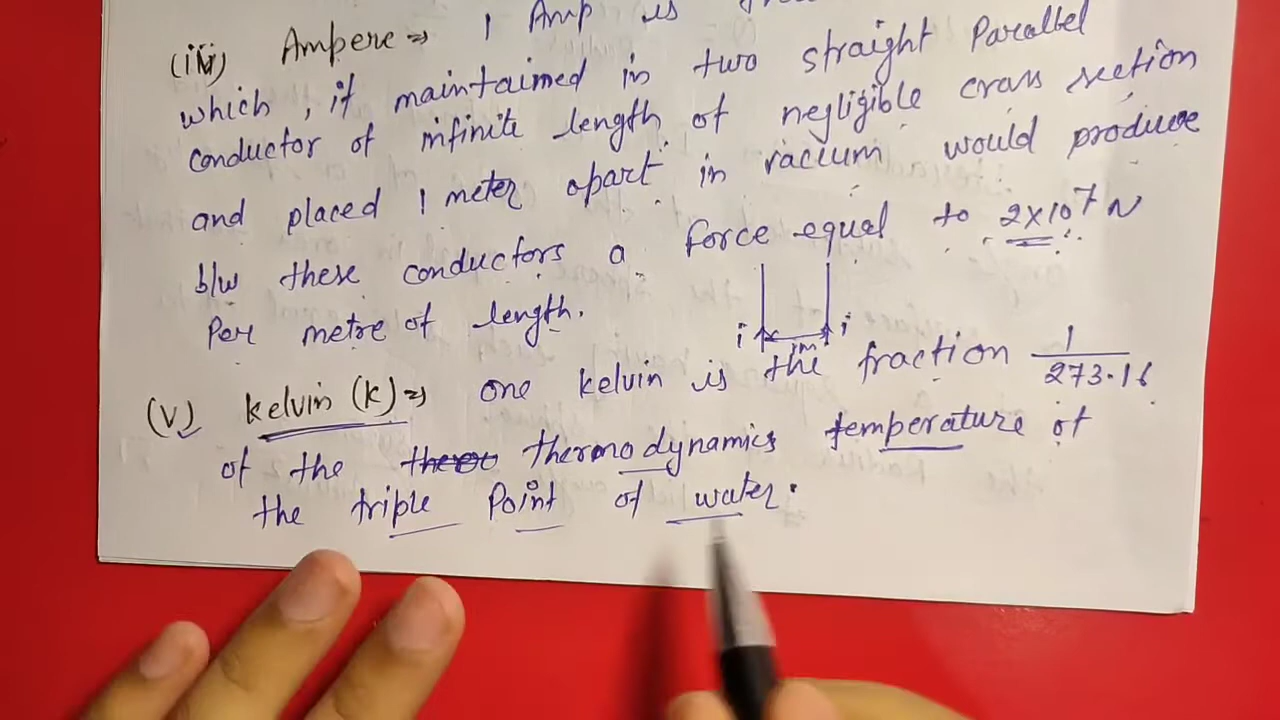 (iv) Ampere ⇒ 1 Amp is
which, if maintained in two straight Parallel
conductor of infinite length of negligible cross section
and placed 1 meter apart in vaccum would produce
b/w these conductors a force equal to 2×10⁷ N
Per metre of length.
i 1m i
(V) Kelvin (K) ⇒ one kelvin is the fraction 1/273.16
of the thermodynamics temperature of
the triple Point of water.